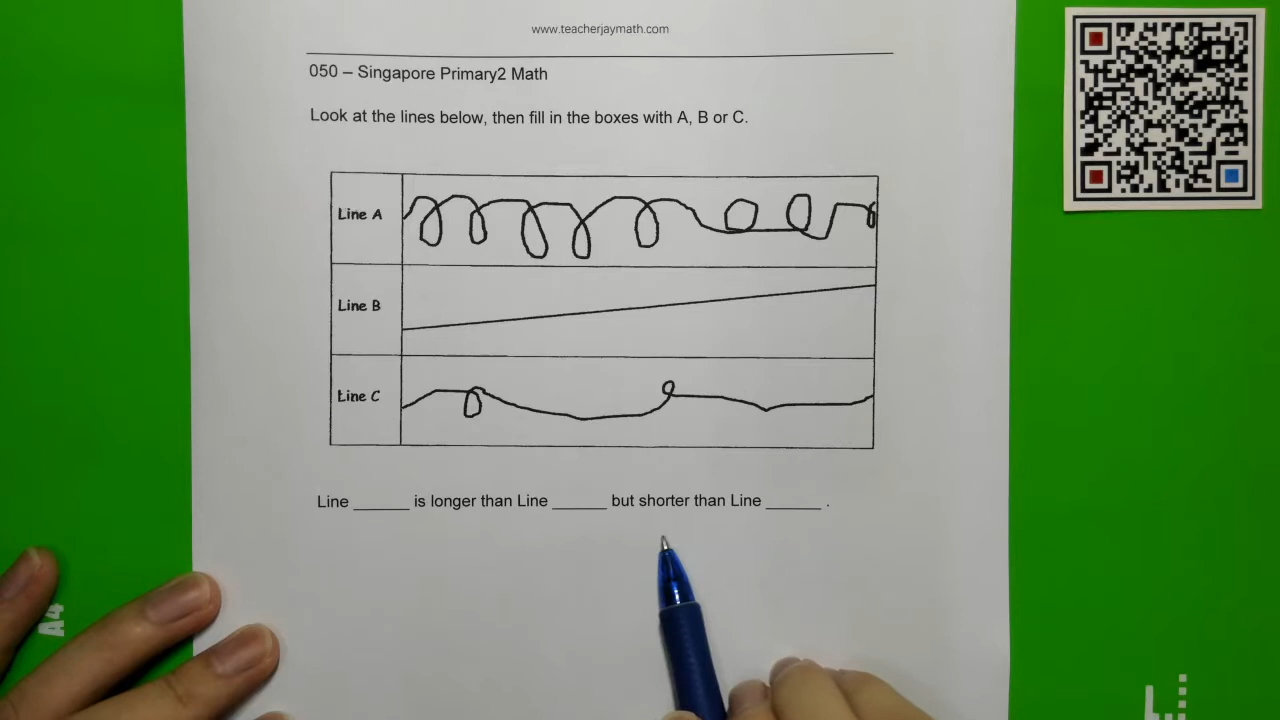 www.teacherjaymath.com
050 – Singapore Primary2 Math
Look at the lines below, then fill in the boxes with A, B or C.
Line A
Line B
Line C
Line ______ is longer than Line ______ but shorter than Line ______ .
A4